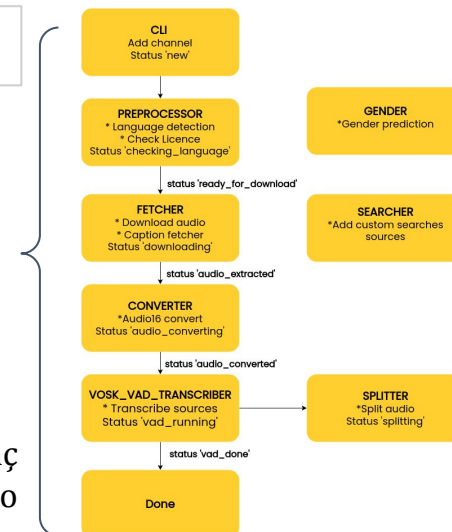 CLI
Add channel
Status 'new'
PREPROCESSOR
* Language detection
* Check Licence
Status 'checking_language'
GENDER
*Gender prediction
status 'ready_for_download'
FETCHER
* Download audio
* Caption fetcher
Status 'downloading'
SEARCHER
*Add custom searches
sources
status 'audio_extracted'
CONVERTER
*Audio16 convert
Status 'audio_converting'
status 'audio_converted'
VOSK_VAD_TRANSCRIBER
* Transcribe sources
Status 'vad_running'
SPLITTER
*Split audio
Status 'splitting'
status 'vad_done'
ç
o
Done